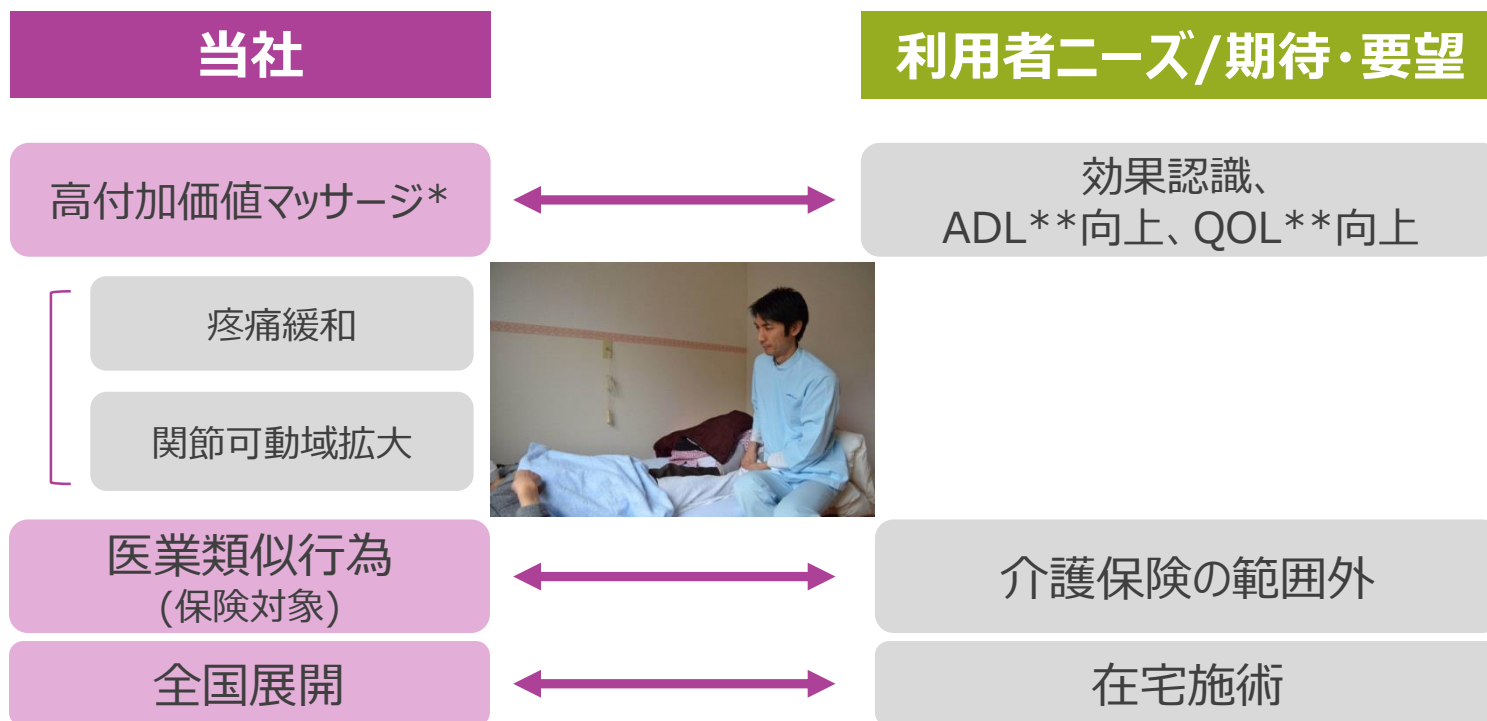 当社
利用者ニーズ/期待・要望
高付加価値マッサージ*
効果認識、
ADL**向上、QOL**向上
疼痛緩和
関節可動域拡大
医業類似行為
(保険対象)
介護保険の範囲外
全国展開
在宅施術